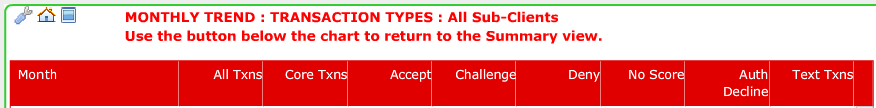 MONTHLY TREND : TRANSACTION TYPES : All Sub-Clients
Use the button below the chart to return to the Summary view.
Month All Txns Core Txns Accept Challenge Deny No Score Auth Decline Text Txns